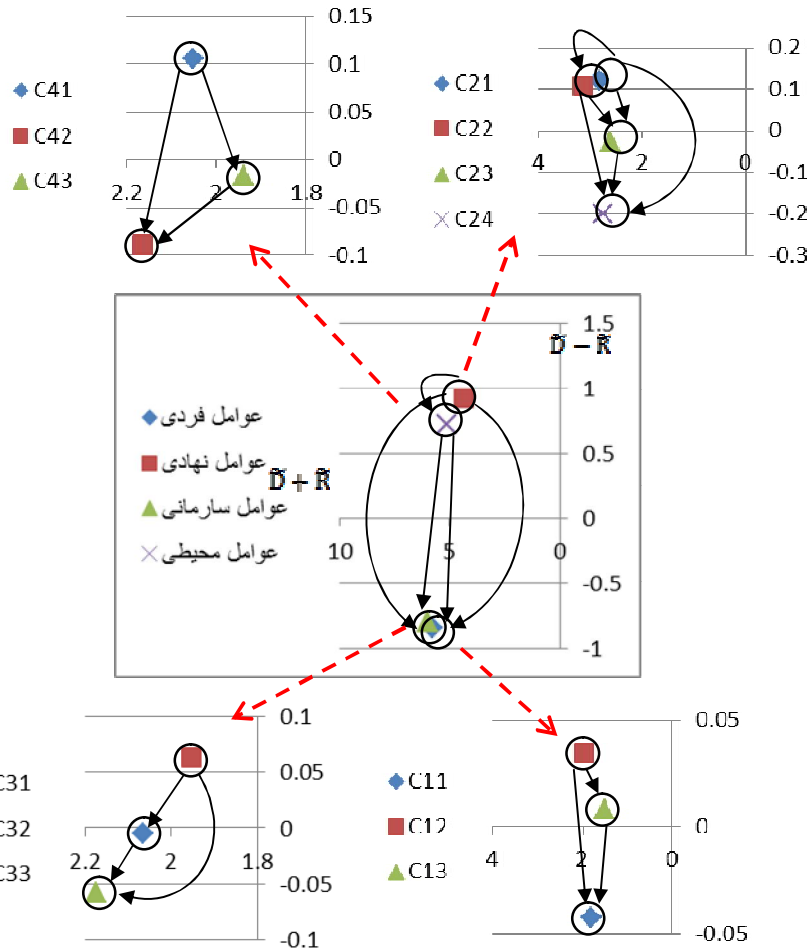 0.15
0.1
0.05
0
-0.05
-0.1
2.2
2
1.8
C41
C42
C43
0.2
0.1
0
-0.1
-0.2
-0.3
4
2
0
C21
C22
C23
C24
1.5
1
0.5
0
-0.5
-1
D̃ − R̃
D̃ + R̃
10
5
0
عوامل فردی
عوامل نهادی
عوامل سارمانی
عوامل محیطی
0.1
0.05
0
-0.05
-0.1
2.2
2
1.8
C31
C32
C33
0.05
0
-0.05
4
2
0
C11
C12
C13